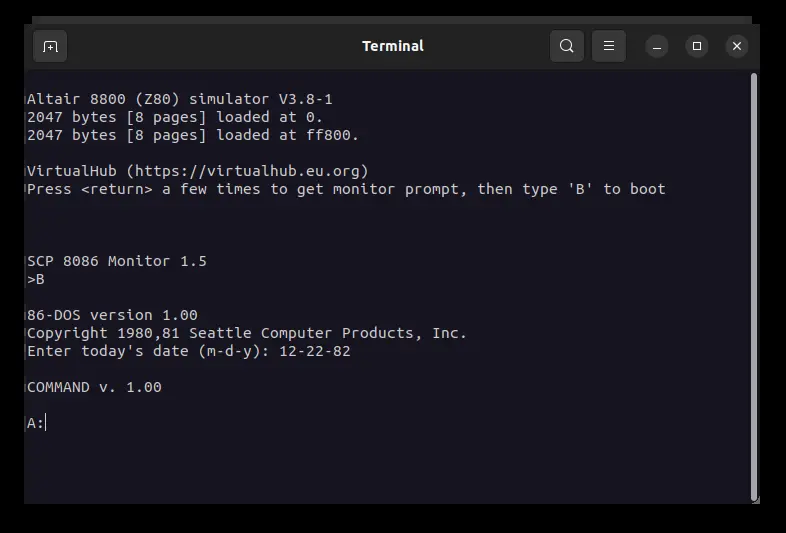 Terminal
Altair 8800 (Z80) simulator V3.8-1
2047 bytes [8 pages] loaded at 0.
2047 bytes [8 pages] loaded at ff800.
VirtualHub (https://virtualhub.eu.org)
Press <return> a few times to get monitor prompt, then type 'B' to boot
SCP 8086 Monitor 1.5
>B
86-DOS version 1.00
Copyright 1980,81 Seattle Computer Products, Inc.
Enter today's date (m-d-y): 12-22-82
COMMAND v. 1.00
A: